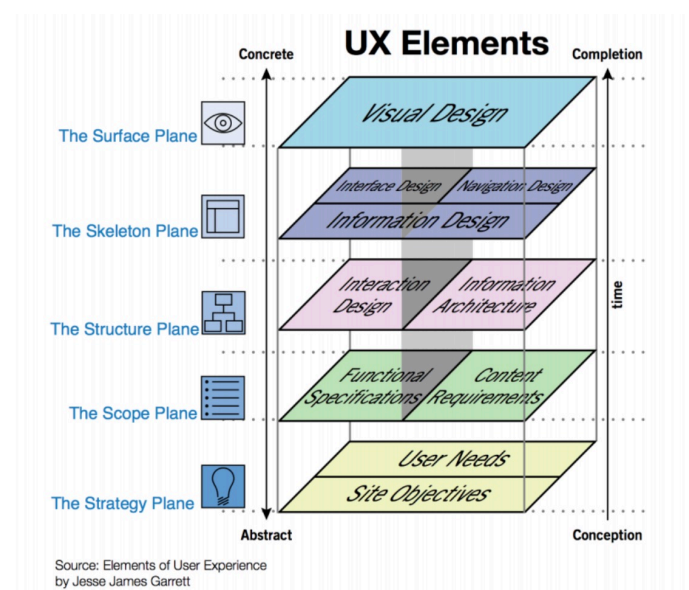 UX Elements
Concrete
Completion
The Surface Plane
Visual Design
The Skeleton Plane
Interface Design
Navigation Design
Information Design
The Structure Plane
Interaction
Design
Information
Architecture
time
The Scope Plane
Functional
Specifications
Content
Requirements
The Strategy Plane
User Needs
Site Objectives
Abstract
Conception
Source: Elements of User Experience
by Jesse James Garrett